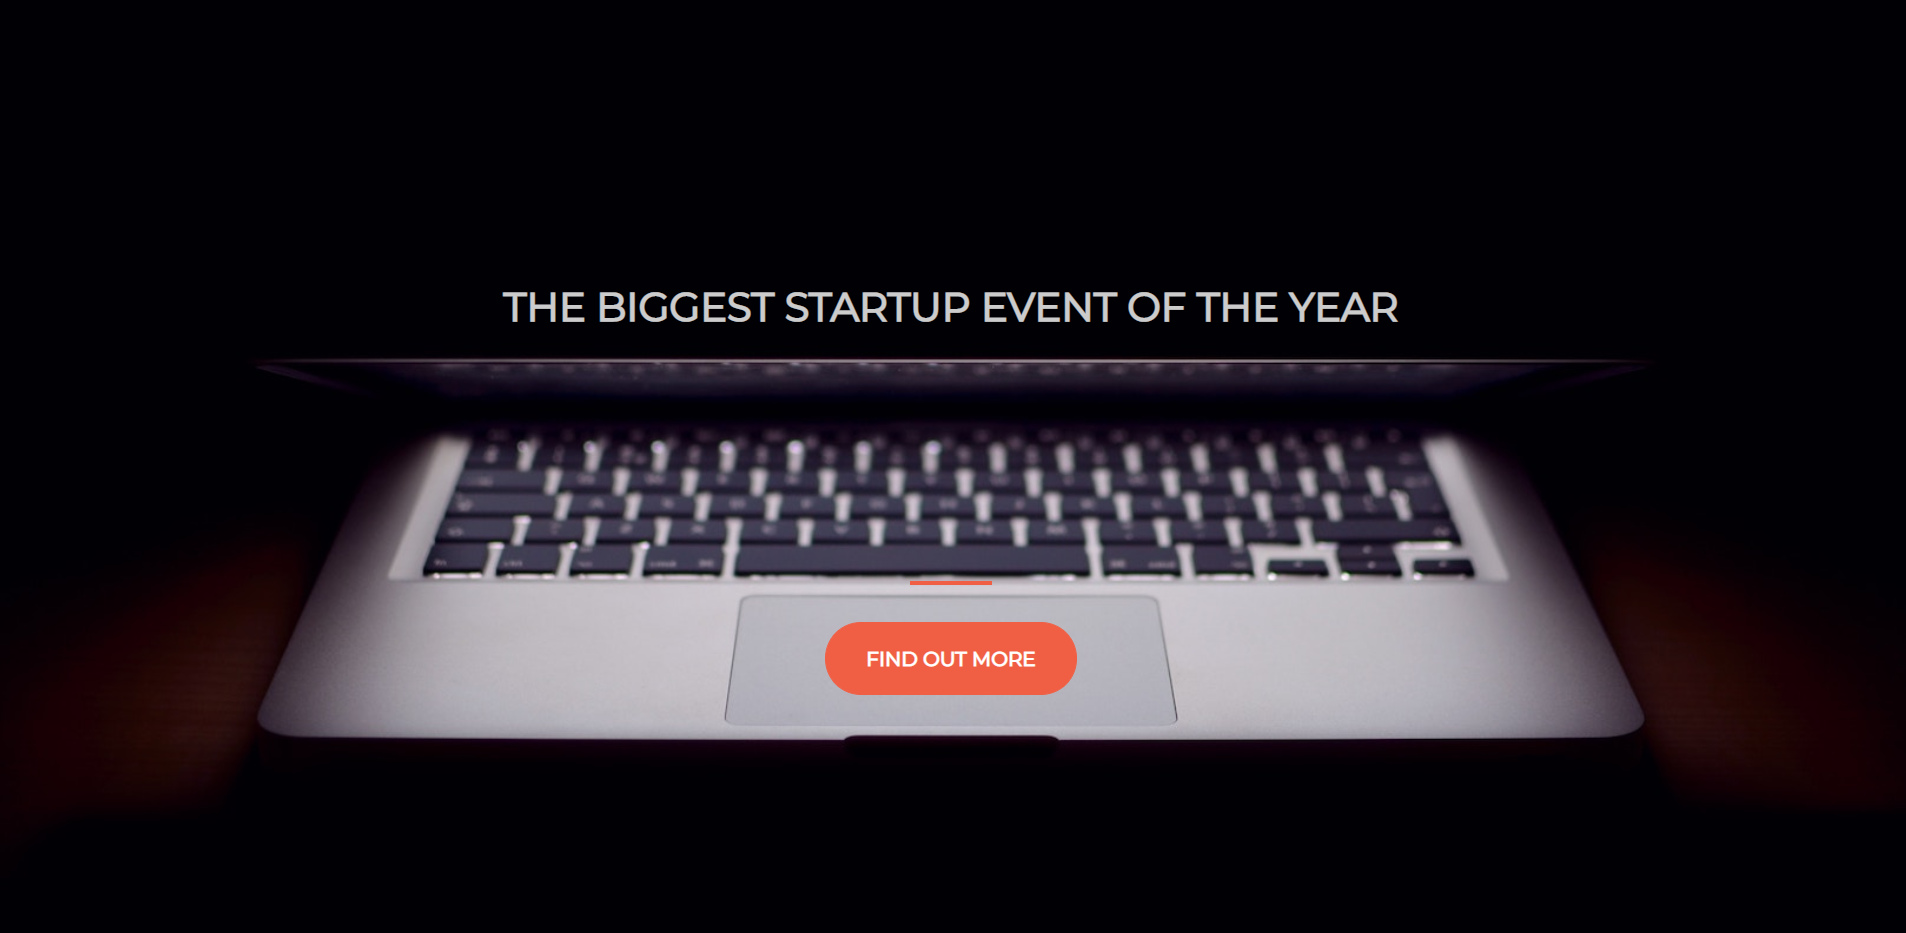 THE BIGGEST STARTUP EVENT OF THE YEAR
FIND OUT MORE